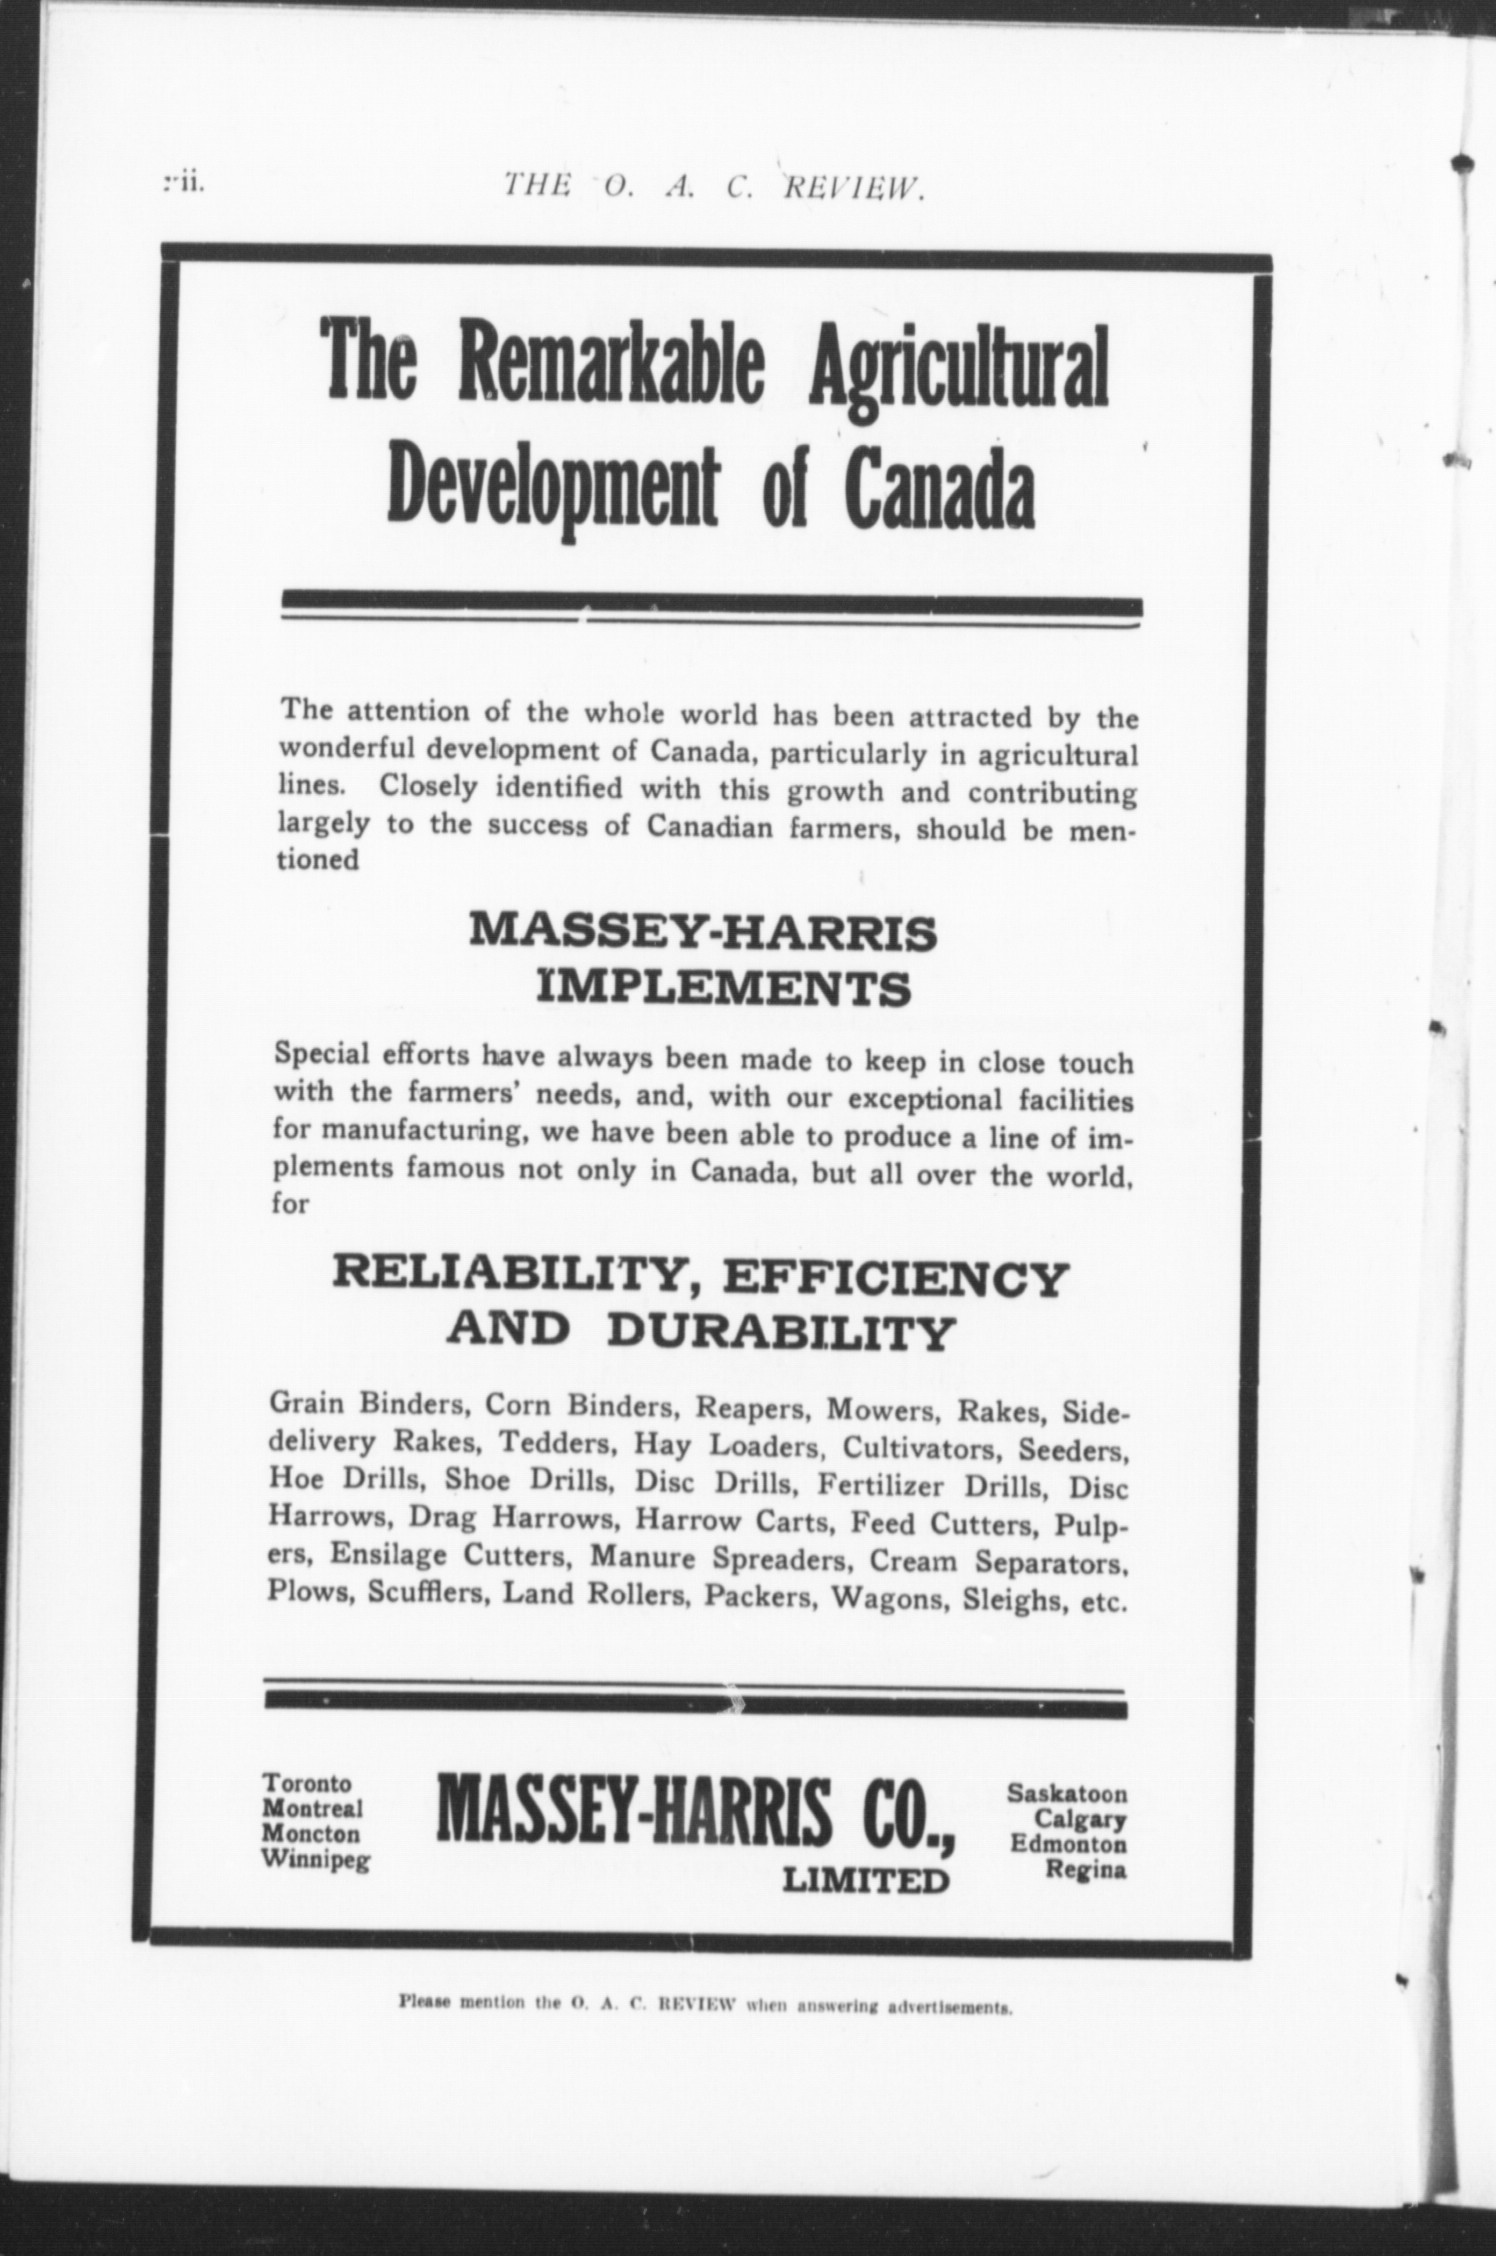 THE O. A. C. REVIEW.
The Remarkable Agricultural
Development of Canada
The attention of the whole world has been attracted by the
wonderful development of Canada, particularly in agricultural
lines. Closely identified with this growth and contributing
largely to the success of Canadian farmers, should be men-
tioned
MASSEY-HARRIS
IMPLEMENTS
Special efforts have always been made to keep in close touch
with the farmers' needs, and, with our exceptional facilities
for manufacturing, we have been able to produce a line of im-
plements famous not only in Canada, but all over the world,
for
RELIABILITY, EFFICIENCY
AND DURABILITY
Grain Binders, Corn Binders, Reapers, Mowers, Rakes, Side-
delivery Rakes, Tedders, Hay Loaders, Cultivators, Seeders,
Hoe Drills, Shoe Drills, Disc Drills, Fertilizer Drills, Disc
Harrows, Drag Harrows, Harrow Carts, Feed Cutters, Pulp-
ers, Ensilage Cutters, Manure Spreaders, Cream Separators,
Plows, Scufflers, Land Rollers, Packers, Wagons, Sleighs, etc.
Toronto
Montreal
Moncton
Winnipeg
MASSEY-HARRIS CO.,
LIMITED
Saskatoon
Calgary
Edmonton
Regina
Please mention the O. A. C. REVIEW when answering advertisements.